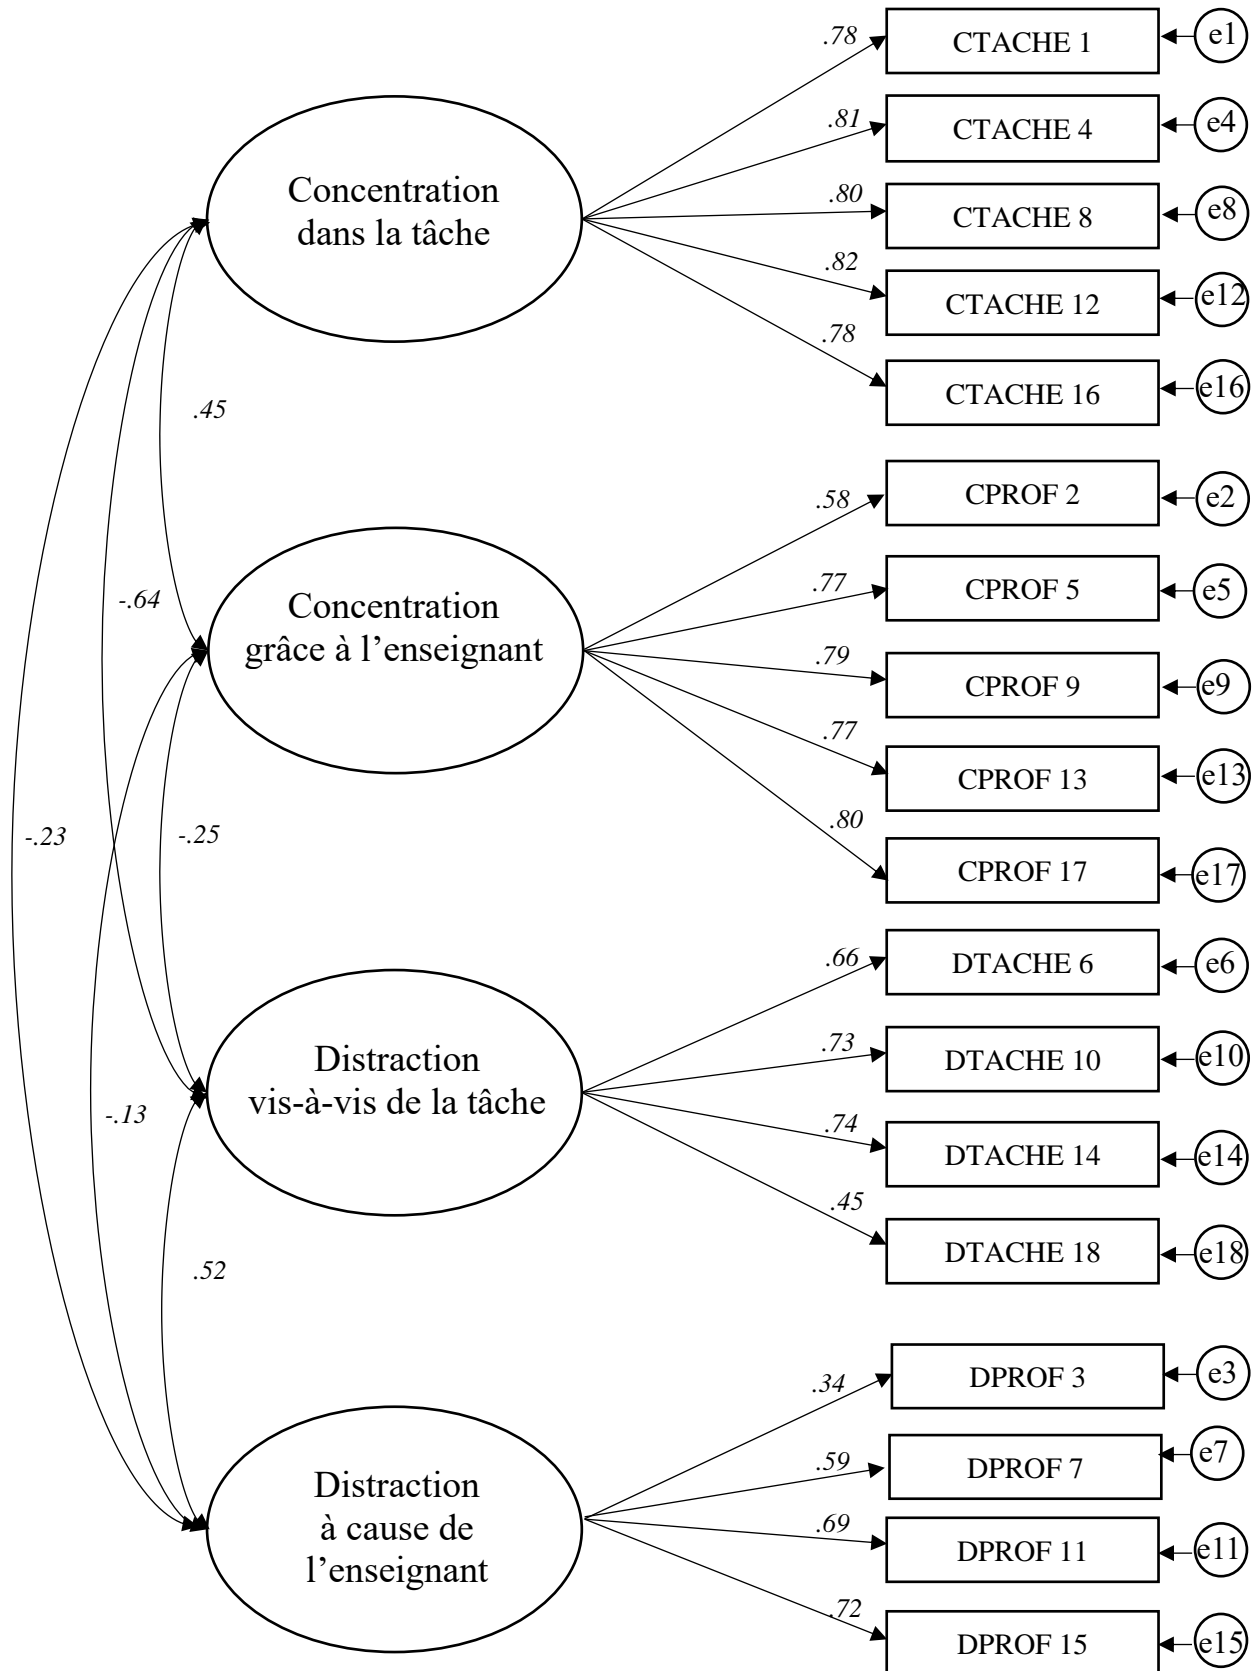 .78
CTACHE 1
e1
.81
CTACHE 4
e4
Concentration
dans la tâche
.80
CTACHE 8
e8
.82
CTACHE 12
e12
.78
CTACHE 16
e16
.45
.58
CPROF 2
e2
-.64
Concentration
grâce à l’enseignant
.77
CPROF 5
e5
.79
CPROF 9
e9
.77
CPROF 13
e13
-.23
-.25
.80
CPROF 17
e17
.66
DTACHE 6
e6
Distraction
vis-à-vis de la tâche
.73
DTACHE 10
e10
-.13
.74
DTACHE 14
e14
.45
DTACHE 18
e18
.52
.34
DPROF 3
e3
.59
DPROF 7
e7
Distraction
à cause de
l’enseignant
.69
DPROF 11
e11
.72
DPROF 15
e15